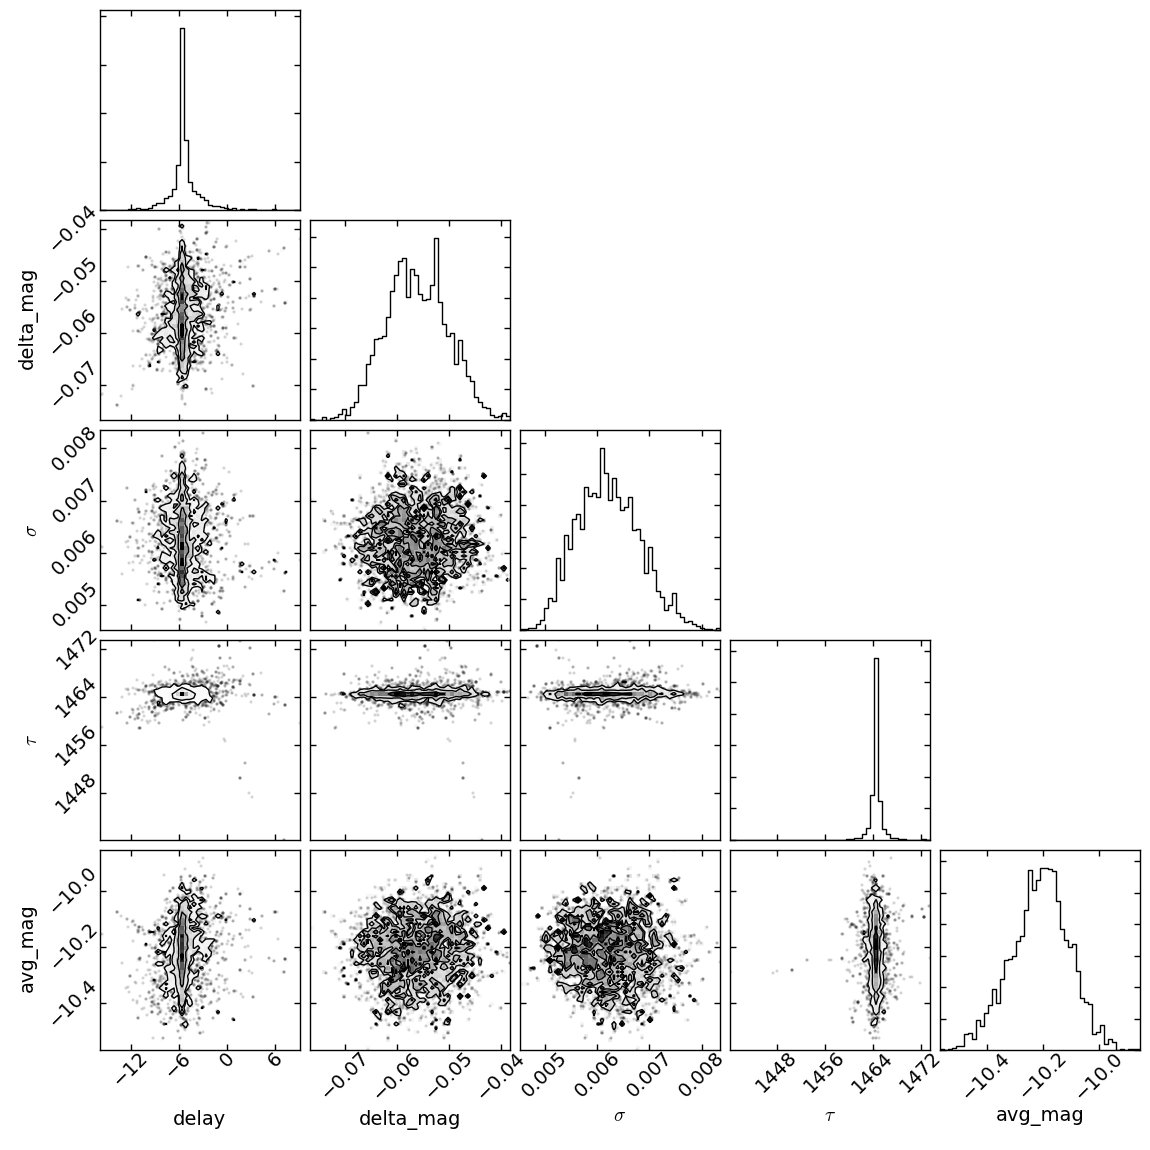 −0.04
−0.05
−0.06
−0.07
delta_mag
0.008
0.007
0.006
0.005
σ
1472
1464
1456
1448
τ
−10.0
−10.2
−10.4
avg_mag
−12 −6 0 6
−0.07 −0.06 −0.05 −0.04
0.005 0.006 0.007 0.008
1448 1456 1464 1472
−10.4 −10.2 −10.0
delay delta_mag σ τ avg_mag